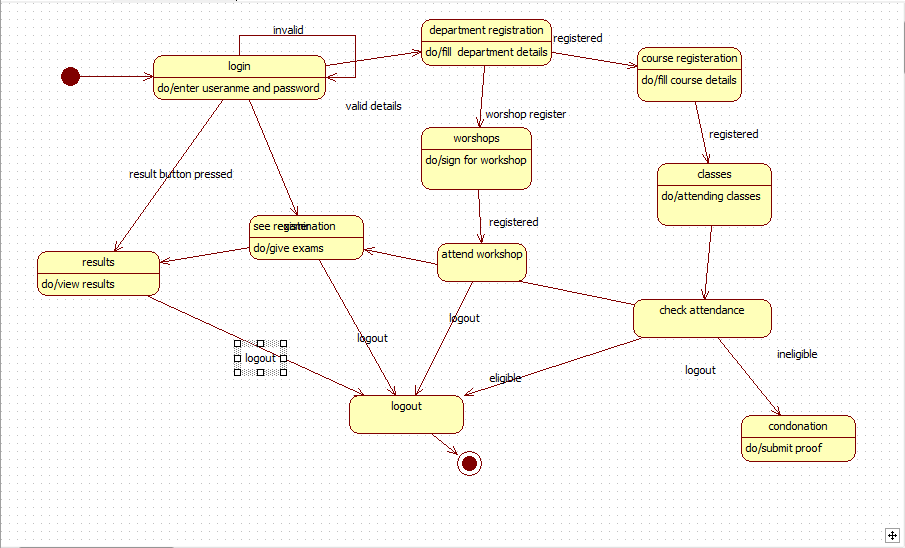 invalid
department registration
do/fill department details
registered
login
do/enter useranme and password
course registeration
do/fill course details
valid details
worshop register
worshops
do/sign for workshop
registered
result button pressed
classes
do/attending classes
registered
do/give exams
attend workshop
results
do/view results
check attendance
logout
logout
logout
ineligible
logout
eligible
logout
condonation
do/submit proof